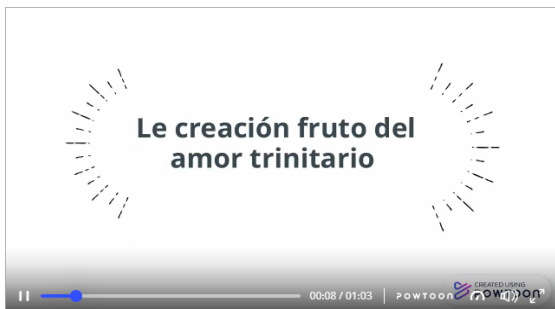 Le creación fruto del
amor trinitario
00:08 / 01:03
POWTOON
CREATED USING
POWTOON